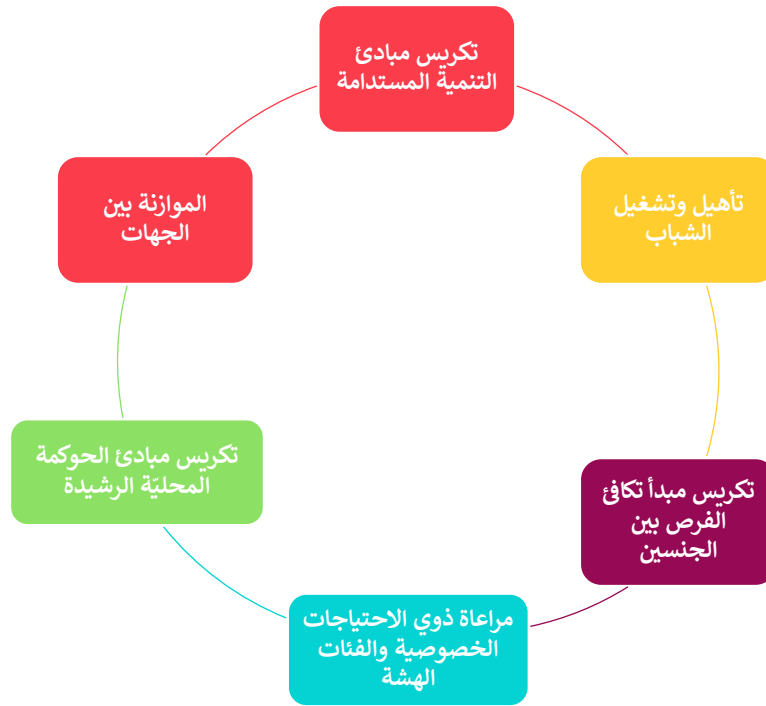 تكريس مبادئ
التنمية المستدامة
تأهيل وتشغيل
الشباب
تكريس مبدأ تكافئ
الفرص بين
الجنسين
مراعاة ذوي الاحتياجات
الخصوصية والفئات
الهشة
تكريس مبادئ الحوكمة
المحليّة الرشيدة
الموازنة بين
الجهات